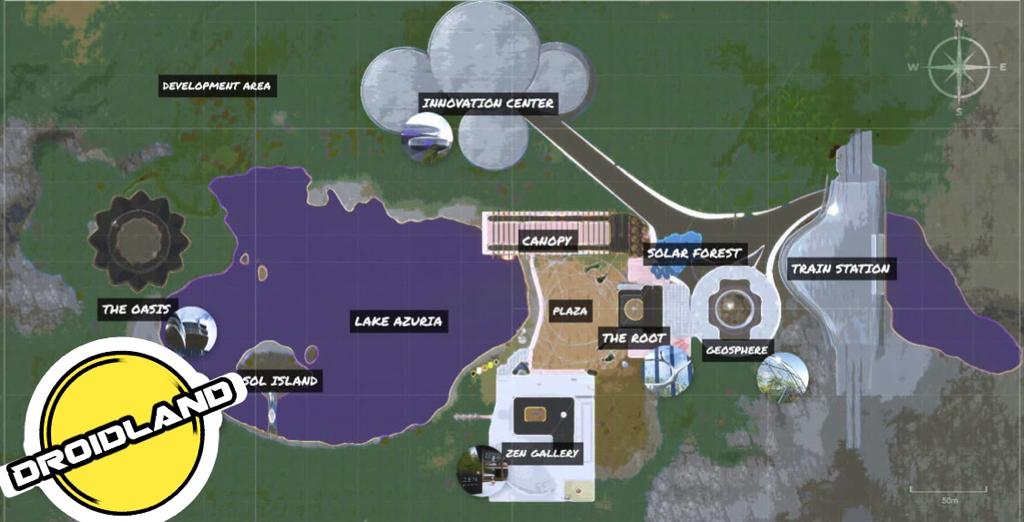 N
W E
S
DEVELOPMENT AREA
INNOVATION CENTER
CANOPY
SOLAR FOREST
TRAIN STATION
THE OASIS
LAKE AZURIA
PLAZA
THE ROOT
GEOSPHERE
SOL ISLAND
DROIDLAND
ZEN GALLERY
ZEN
50m